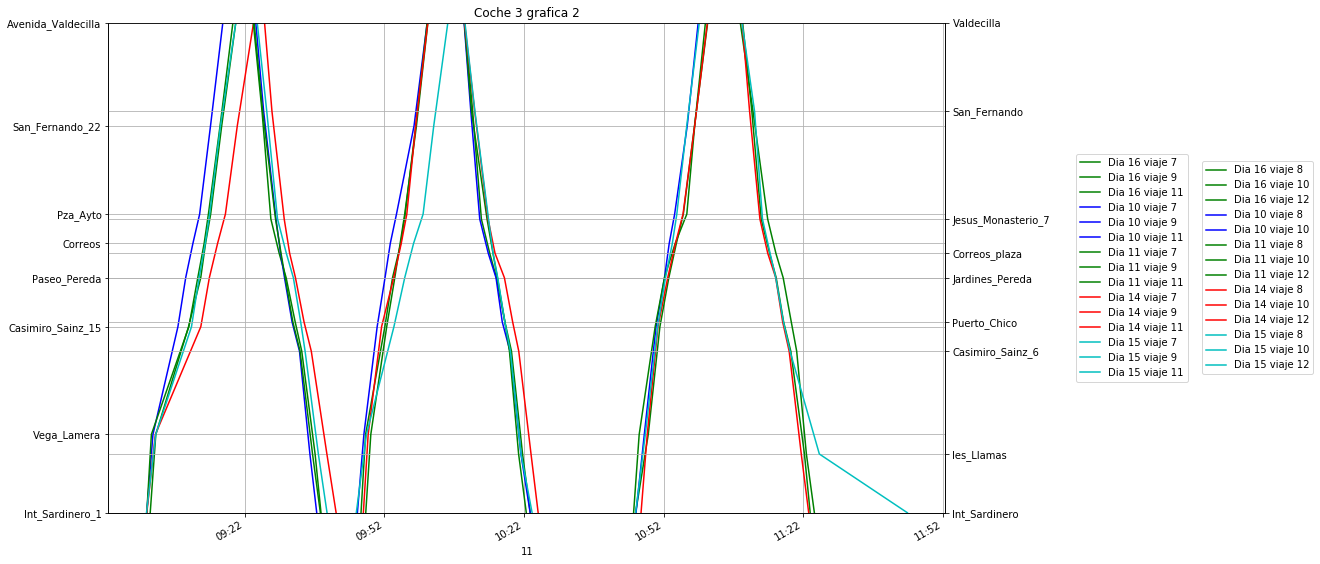 Coche 3 grafica 2
Avenida_Valdecilla
San_Fernando_22
Pza_Ayto
Correos
Paseo_Pereda
Casimiro_Sainz_15
Vega_Lamera
Int_Sardinero_1
Valdecilla
San_Fernando
Jesus_Monasterio_7
Correos_plaza
Jardines_Pereda
Puerto_Chico
Casimiro_Sainz_6
Ies_Llamas
Int_Sardinero
09:22
09:52
10:22
10:52
11:22
11:52
11
Dia 16 viaje 7
Dia 16 viaje 9
Dia 16 viaje 11
Dia 10 viaje 7
Dia 10 viaje 9
Dia 10 viaje 11
Dia 11 viaje 7
Dia 11 viaje 9
Dia 11 viaje 11
Dia 14 viaje 7
Dia 14 viaje 9
Dia 14 viaje 11
Dia 15 viaje 7
Dia 15 viaje 9
Dia 15 viaje 11
Dia 16 viaje 8
Dia 16 viaje 10
Dia 16 viaje 12
Dia 10 viaje 8
Dia 10 viaje 10
Dia 11 viaje 8
Dia 11 viaje 10
Dia 11 viaje 12
Dia 14 viaje 8
Dia 14 viaje 10
Dia 14 viaje 12
Dia 15 viaje 8
Dia 15 viaje 10
Dia 15 viaje 12